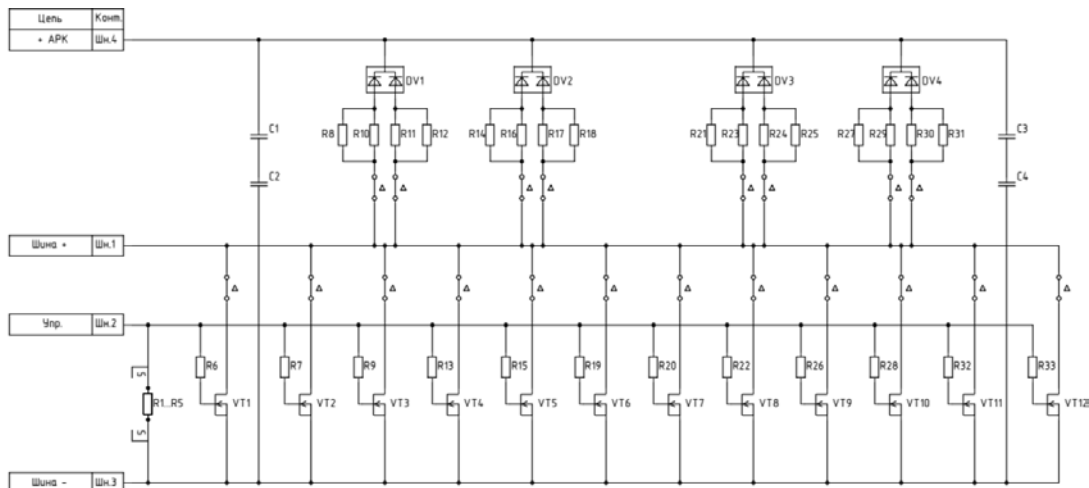 Цепь Конт.
+ АРК Шн.4
C1 DV1 DV2 DV3 DV4 C3
R8 R10 R11 R12 R14 R16 R17 R18 R21 R23 R24 R25 R27 R29 R30 R31
C2 Δ Δ Δ Δ C4
Шина + Шн.1
Δ Δ Δ Δ Δ Δ Δ Δ Δ Δ Δ Δ
Упр. Шн.2
R6 R7 R9 R13 R15 R19 R20 R22 R26 R28 R32 R33
5
R1...R5 VT1 VT2 VT3 VT4 VT5 VT6 VT7 VT8 VT9 VT10 VT11 VT12
5
Шина - Шн.3